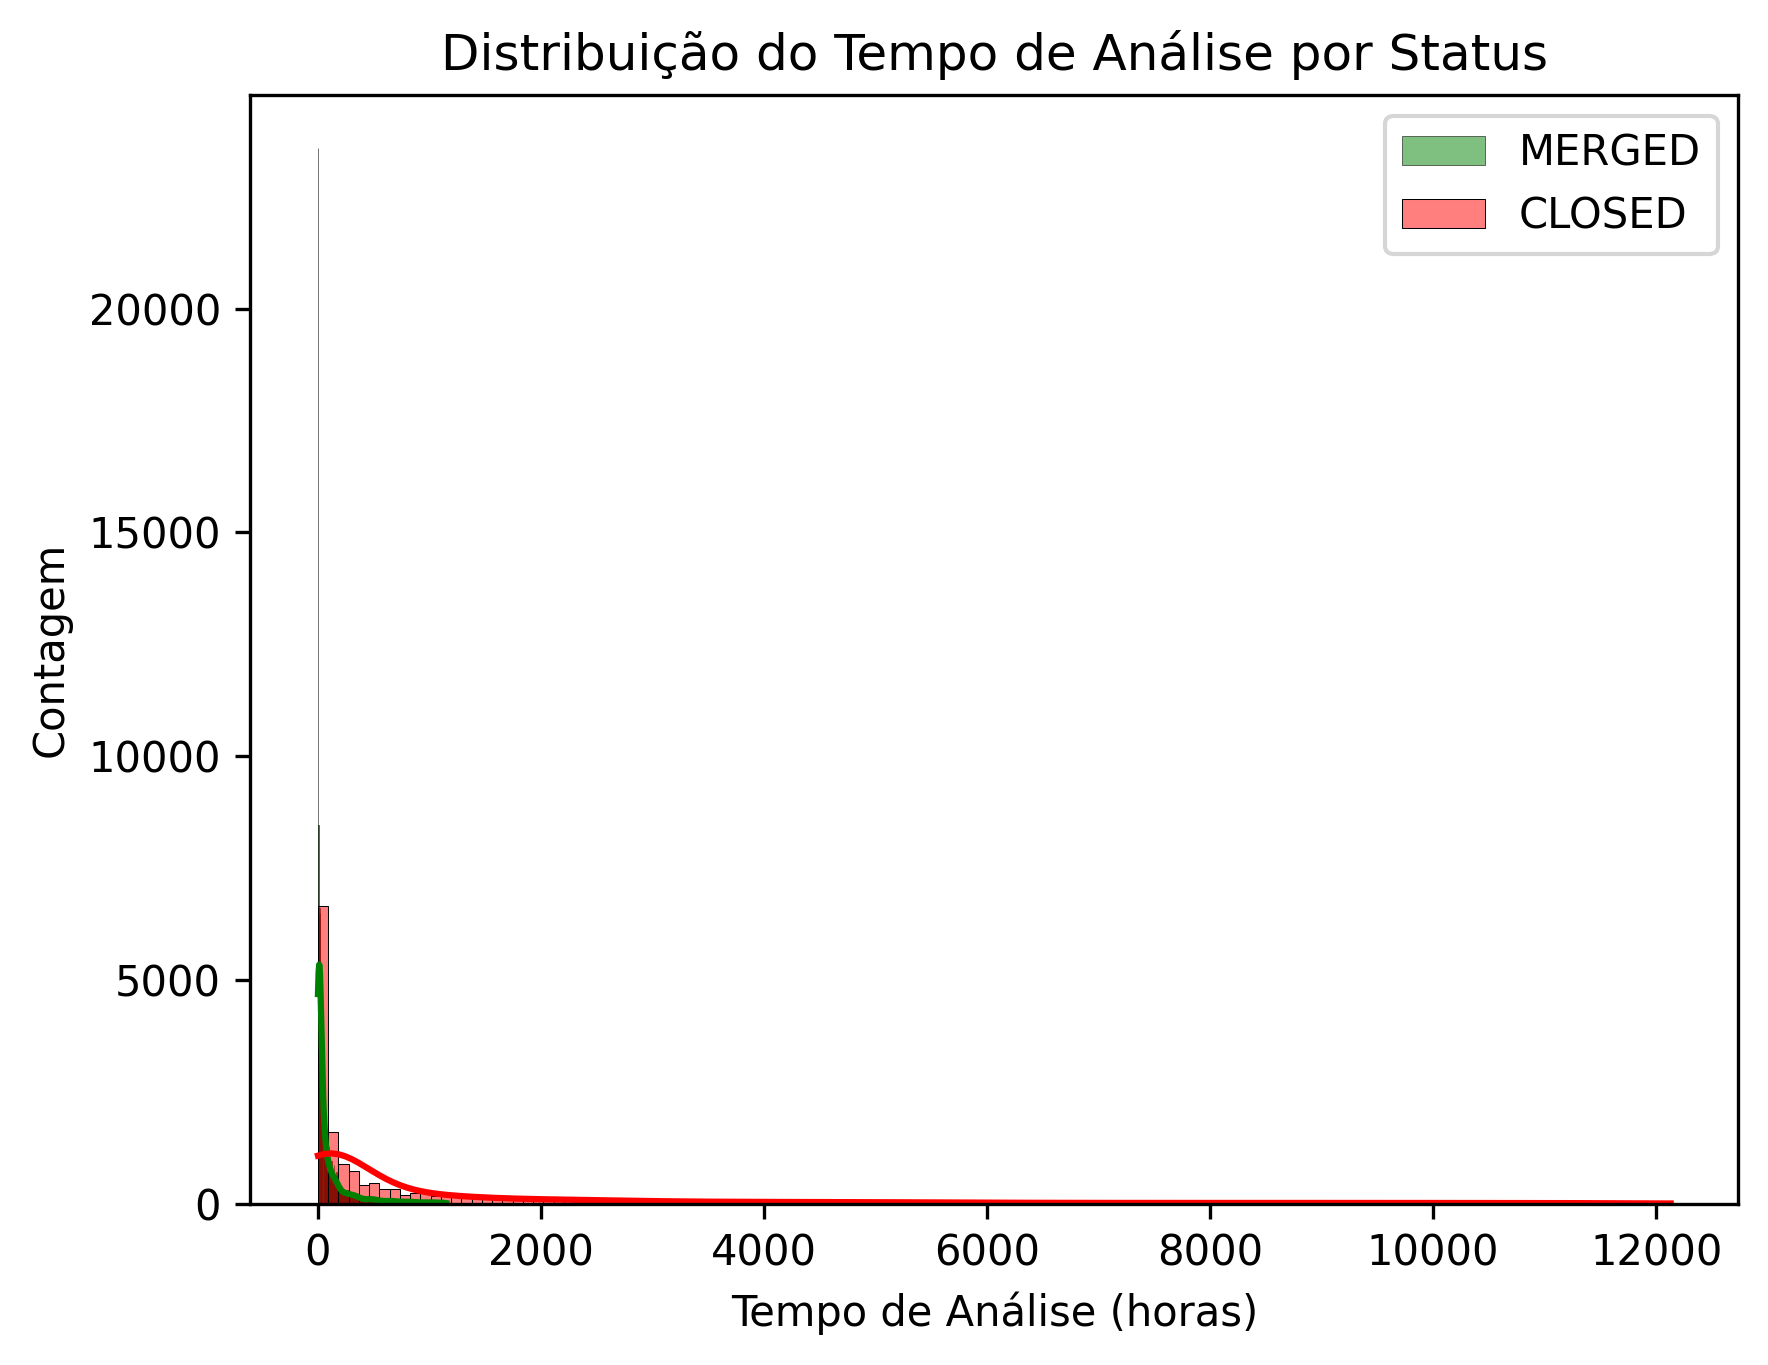 Distribuição do Tempo de Análise por Status
MERGED
CLOSED
Contagem
20000
15000
10000
5000
0
0 2000 4000 6000 8000 10000 12000
Tempo de Análise (horas)